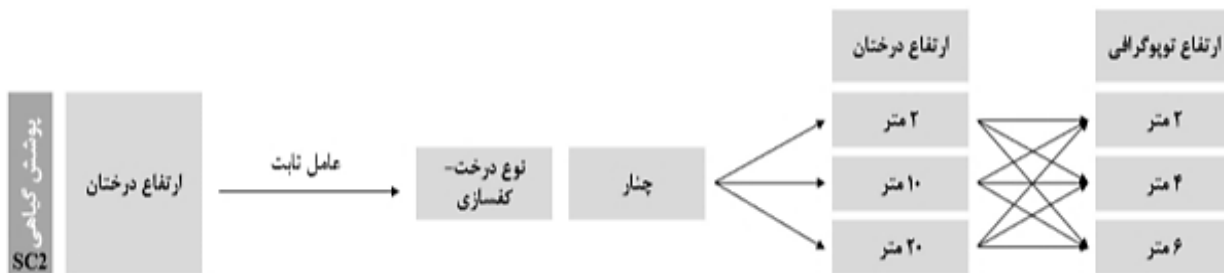 ارتفاع توپوگرافی
ارتفاع درختان
۲ متر
۲ متر
پوشش گیاهی
SC2
ارتفاع درختان
عامل ثابت
نوع درخت-
کفسازی
چنار
۱۰ متر
۴ متر
۲۰ متر
۶ متر